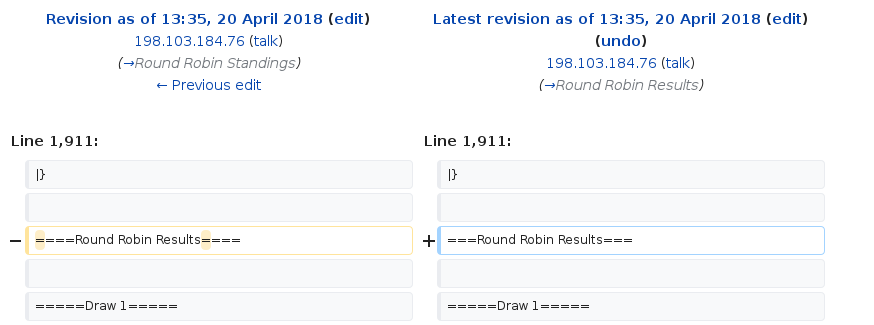 Revision as of 13:35, 20 April 2018 (edit)
198.103.184.76 (talk)
(→Round Robin Standings)
← Previous edit
Latest revision as of 13:35, 20 April 2018 (edit)
(undo)
198.103.184.76 (talk)
(→Round Robin Results)
Line 1,911:
Line 1,911:
|}
|}
− ====Round Robin Results====
+ ===Round Robin Results===
=====Draw 1=====
=====Draw 1=====